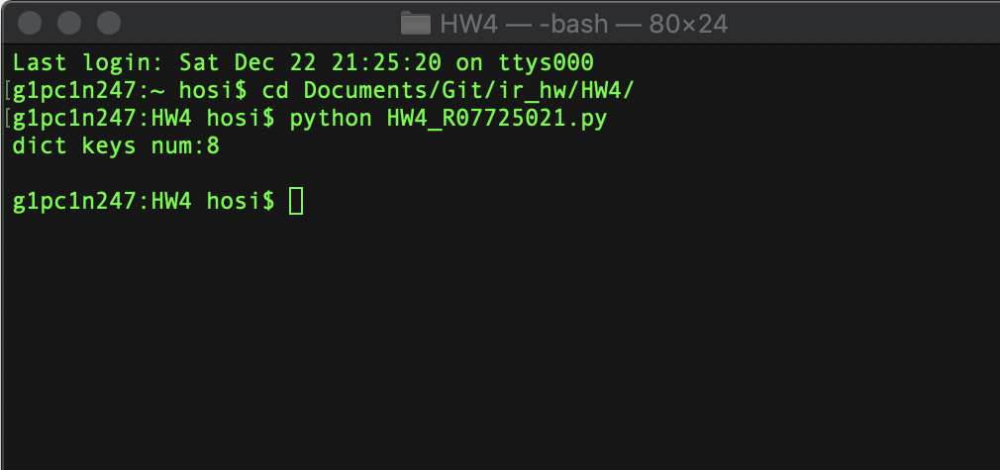 HW4 — -bash — 80×24
Last login: Sat Dec 22 21:25:20 on ttys000
[g1pc1n247:~ hosi$ cd Documents/Git/ir_hw/HW4/
[g1pc1n247:HW4 hosi$ python HW4_R07725021.py
dict keys num:8
g1pc1n247:HW4 hosi$